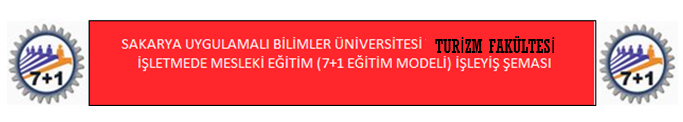 SAKARYA UYGULAMALI BİLİMLER ÜNİVERSİTESİ TURİZM FAKÜLTESİ
İŞLETMEDE MESLEKİ EĞİTİM (7+1 EĞİTİM MODELİ) İŞLEYİŞ ŞEMASI
7+1
7+1